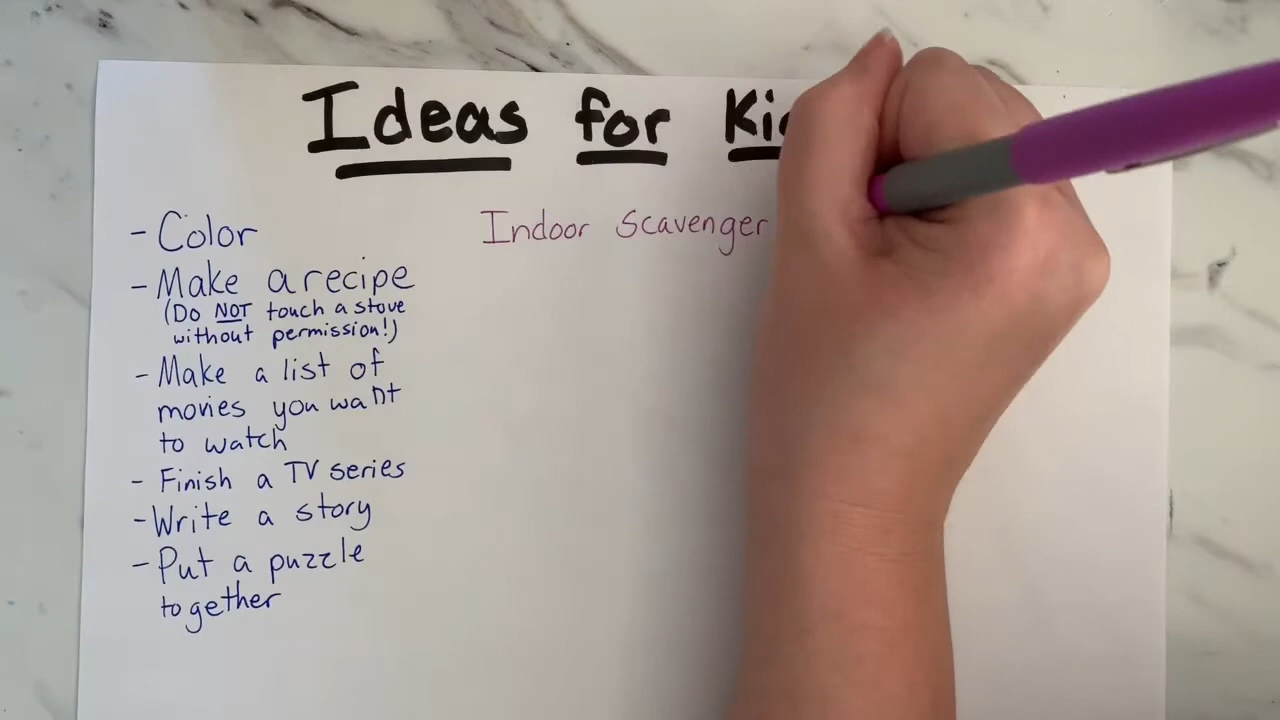 Ideas for
- Color
- Make a recipe
(Do NOT touch a stove
without permission!)
- Make a list of
movies you want
to watch
- Finish a TV series
- Write a story
- Put a puzzle
together
Indoor Scavenger